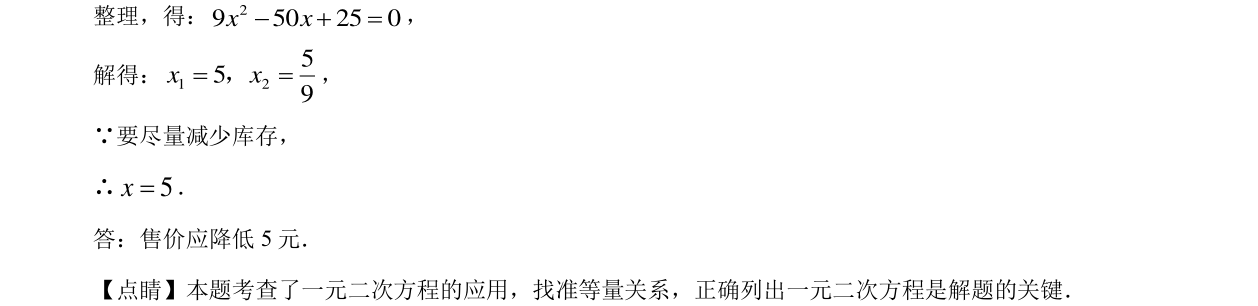 整理，得：9x²－50x+25=0，
解得：x₁=5，x₂=5/9，
∵要尽量减少库存，
∴x=5．
答：售价应降低 5 元．
【点睛】本题考查了一元二次方程的应用，找准等量关系，正确列出一元二次方程是解题的关键．